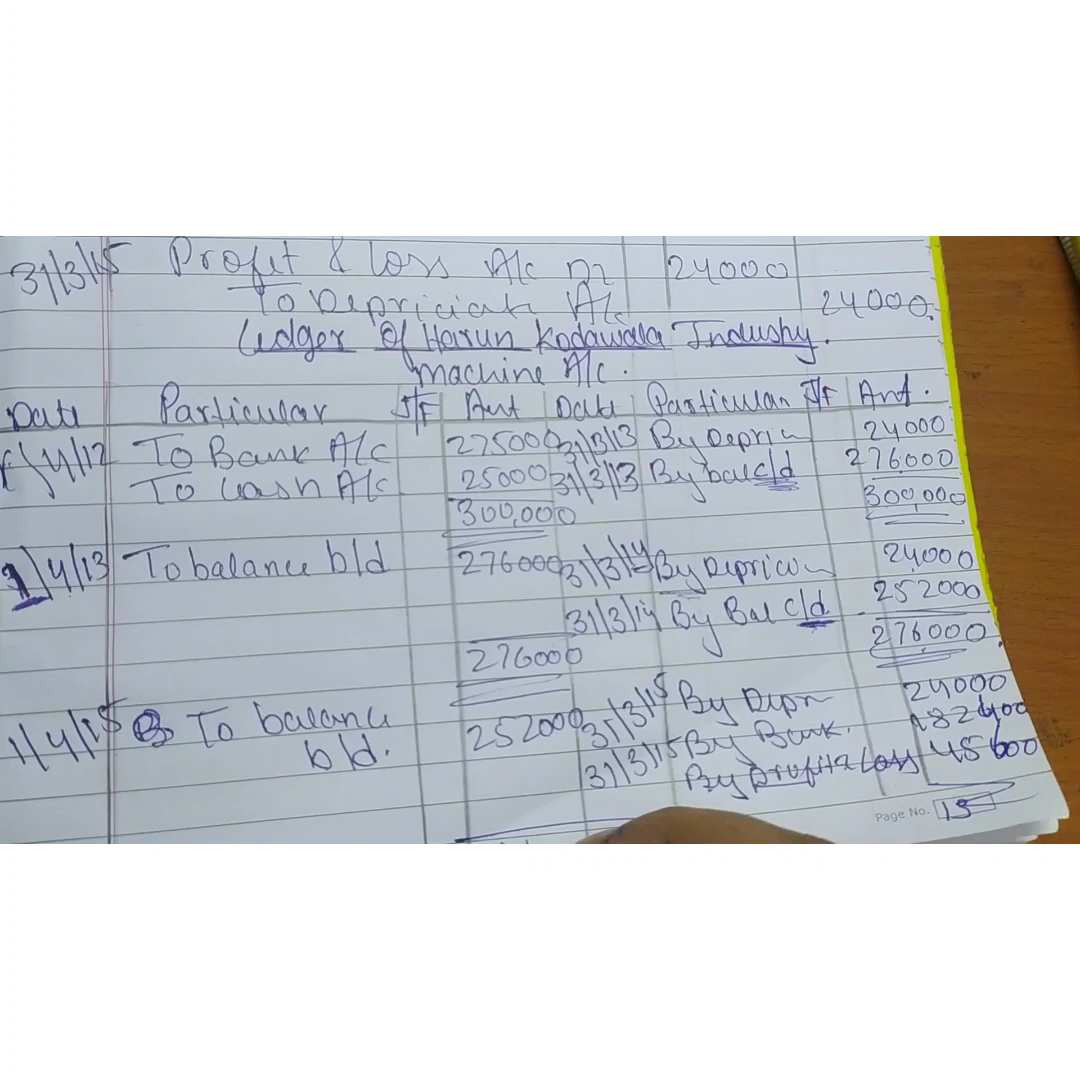 31/3/15 Profit & loss A/c Dr 24000
To Depriciati A/c 24000.
Ledger Of Harun Kodawala Industry.
Machine A/c.
Date Particular J/F Amt Date Particular J/F Amt.
1/4/12 To Bank A/c 275000 31/3/13 By Deprin 24000
To Cash A/c 25000 31/3/13 By bal c/d 276000
300,000 300,000
1/4/13 To balance b/d 276000 31/3/14 By Depricon 24000
31/3/14 By Bal c/d 252000
276000 276000.
1/4/15 To balance b/d. 252000 31/3/15 By Depn 24000
31/3/15 By Bank. 182400
By Profit & Loss 45600
Page No. 15